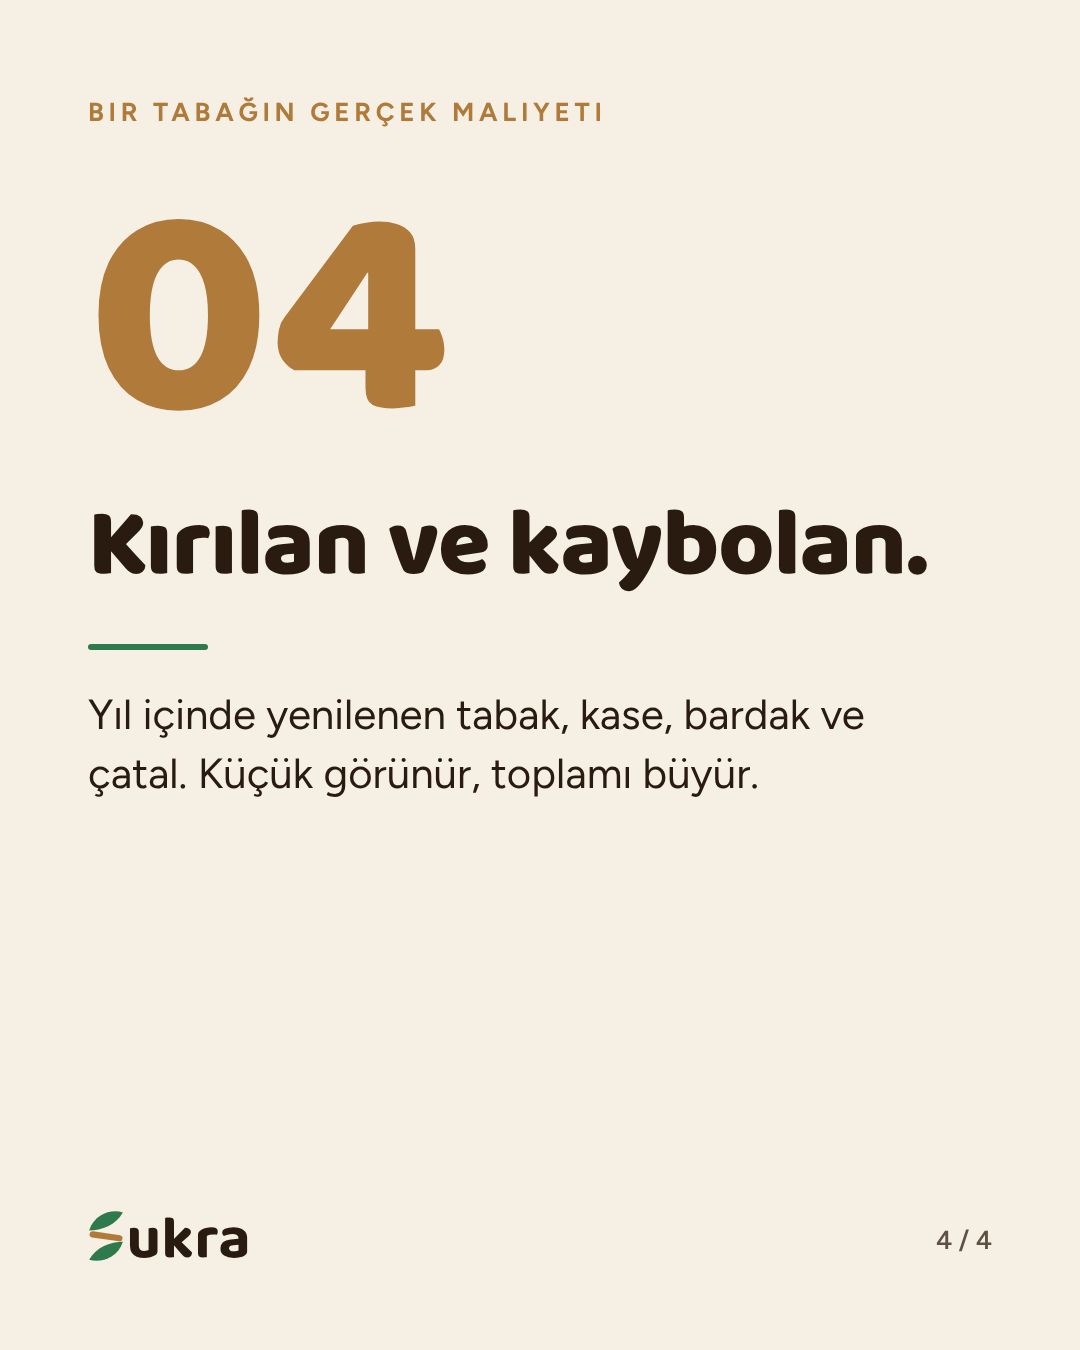 BIR TABAĞIN GERÇEK MALIYETI
04
Kırılan ve kaybolan.
Yıl içinde yenilenen tabak, kase, bardak ve
çatal. Küçük görünür, toplamı büyür.
Sukra
4 / 4